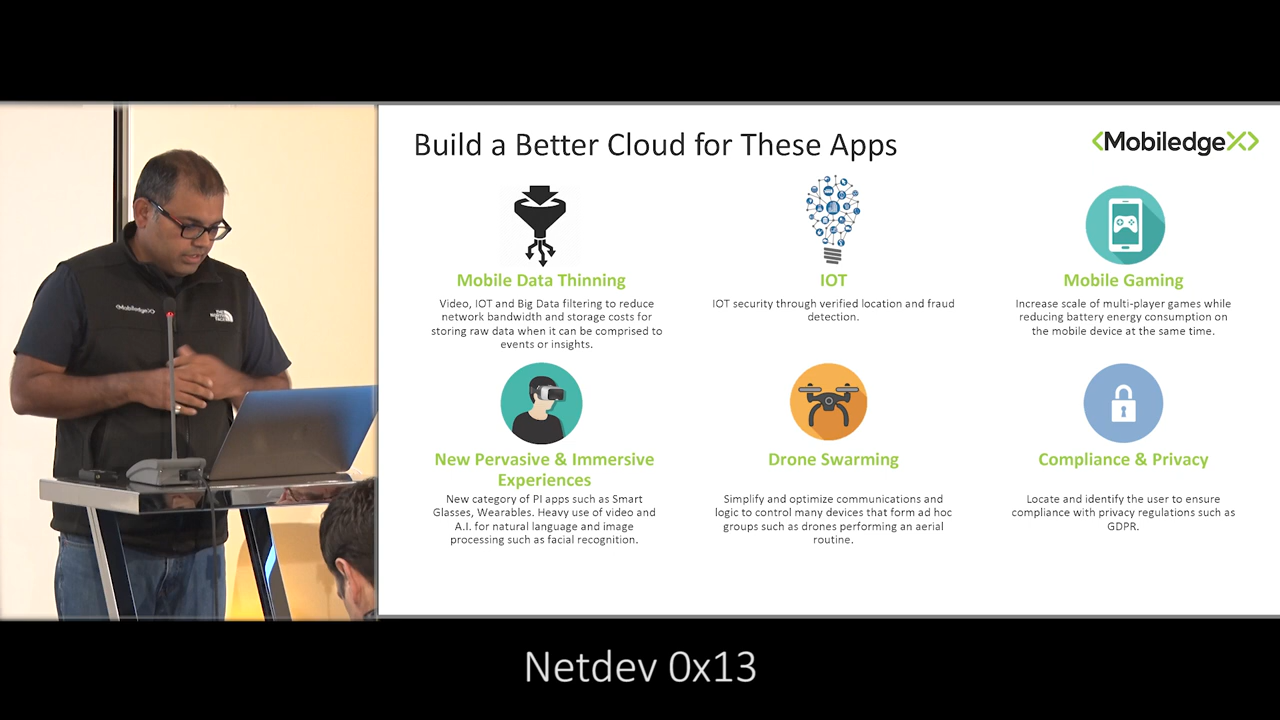 Build a Better Cloud for These Apps
<MobiledgeX>
Mobile Data Thinning
Video, IOT and Big Data filtering to reduce
network bandwidth and storage costs for
storing raw data when it can be comprised to
events or insights.
IOT
IOT security through verified location and fraud
detection.
Mobile Gaming
Increase scale of multi-player games while
reducing battery energy consumption on
the mobile device at the same time.
New Pervasive & Immersive
Experiences
New category of PI apps such as Smart
Glasses, Wearables. Heavy use of video and
A.I. for natural language and image
processing such as facial recognition.
Drone Swarming
Simplify and optimize communications and
logic to control many devices that form ad hoc
groups such as drones performing an aerial
routine.
Compliance & Privacy
Locate and identify the user to ensure
compliance with privacy regulations such as
GDPR.
<MobiledgeX>
THE
NORTH
FACE
Netdev 0x13